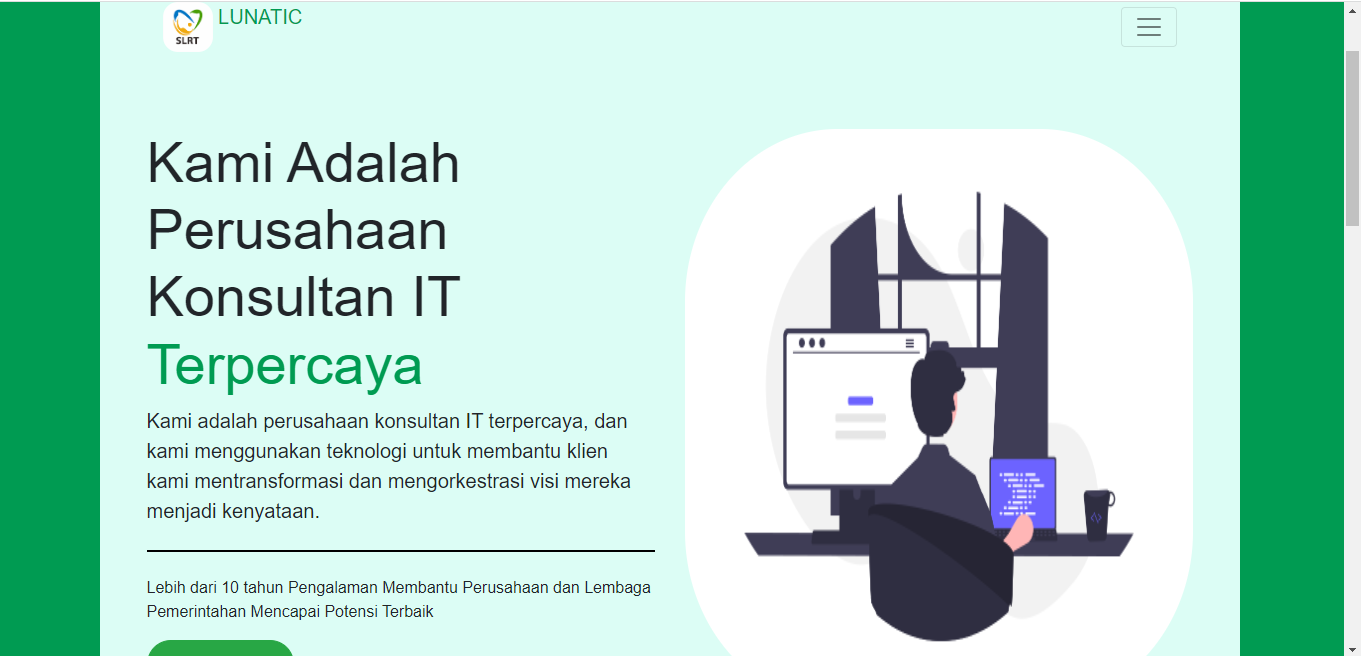 SLRT
LUNATIC
Kami Adalah
Perusahaan
Konsultan IT
Terpercaya
Kami adalah perusahaan konsultan IT terpercaya, dan
kami menggunakan teknologi untuk membantu klien
kami mentransformasi dan mengorkestrasi visi mereka
menjadi kenyataan.
Lebih dari 10 tahun Pengalaman Membantu Perusahaan dan Lembaga
Pemerintahan Mencapai Potensi Terbaik